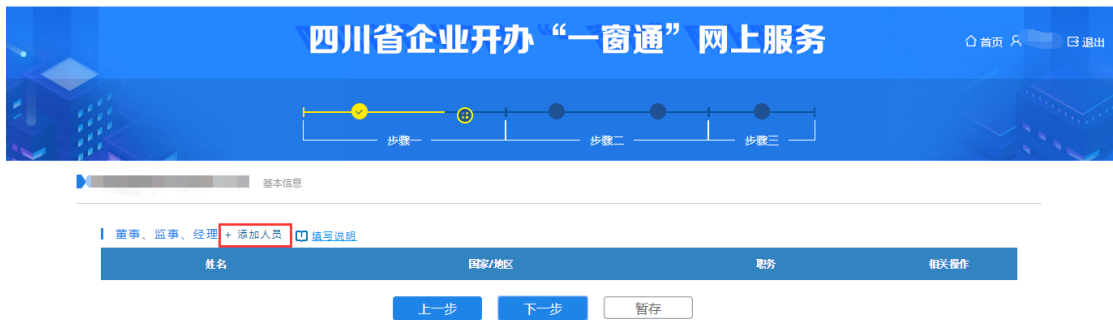 四川省企业开办“一窗通”网上服务
首页 退出
步骤一 步骤二 步骤三
基本信息
董事、监事、经理 + 添加人员 填写说明
姓名 国家/地区 职务 相关操作
上一步 下一步 暂存